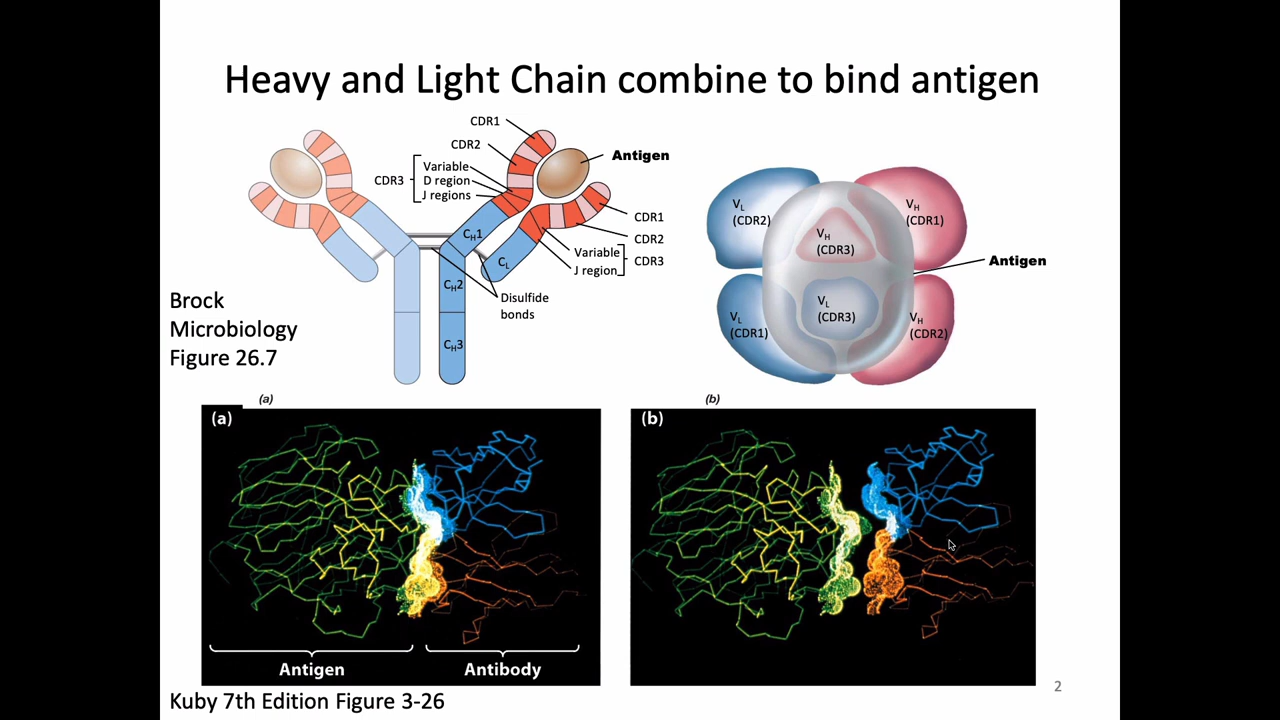 Heavy and Light Chain combine to bind antigen
CDR1
CDR2
CDR3
Variable
D region
J regions
Antigen
CDR1
CDR2
Variable
J region
CDR3
CH1
CL
CH2
CH3
Disulfide
bonds
(a)
Brock
Microbiology
Figure 26.7
VL
(CDR2)
VH
(CDR1)
VH
(CDR3)
Antigen
VL
(CDR3)
VL
(CDR1)
VH
(CDR2)
(b)
(a)
Antigen
Antibody
(b)
Kuby 7th Edition Figure 3-26
2